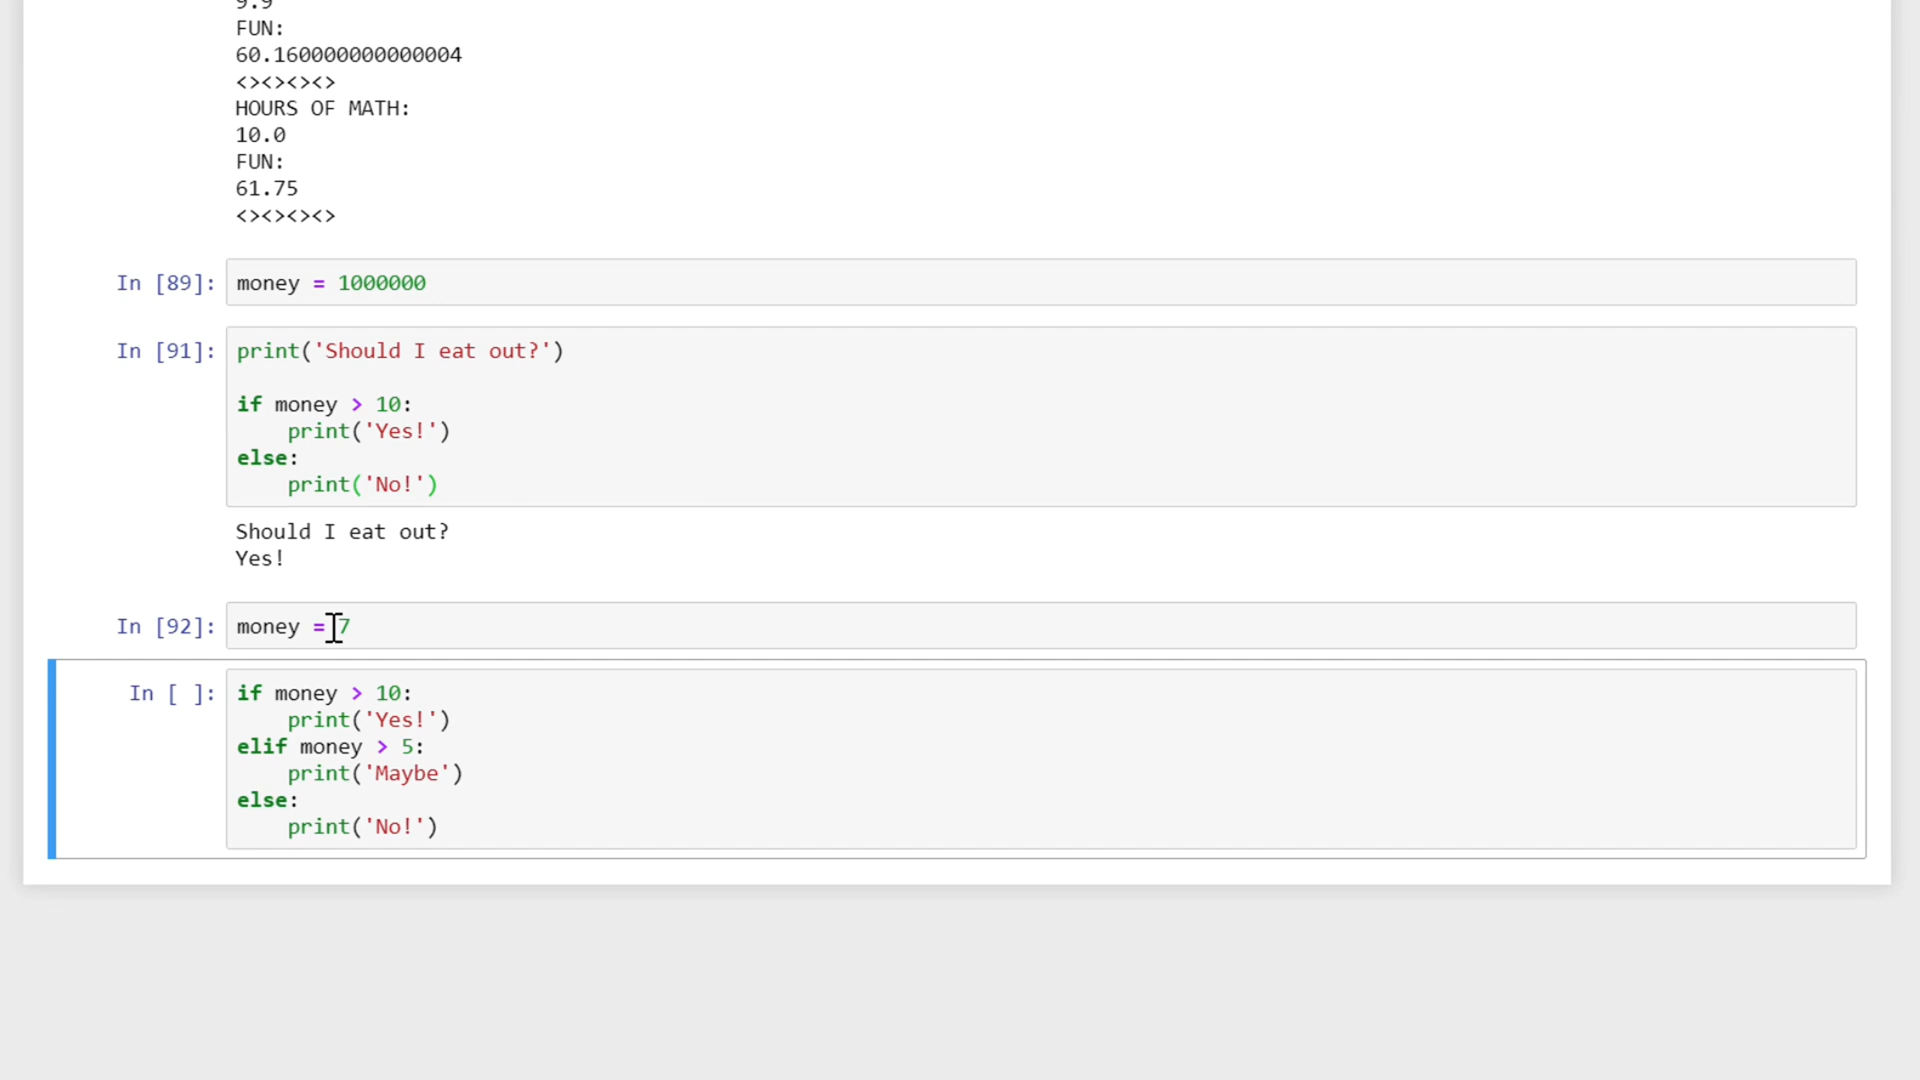 9.9
FUN:
60.160000000000004
<><><><>
HOURS OF MATH:
10.0
FUN:
61.75
<><><><>
In [89]: money = 1000000
In [91]: print('Should I eat out?')
if money > 10:
    print('Yes!')
else:
    print('No!')
Should I eat out?
Yes!
In [92]: money = 7
In [ ]: if money > 10:
    print('Yes!')
elif money > 5:
    print('Maybe')
else:
    print('No!')